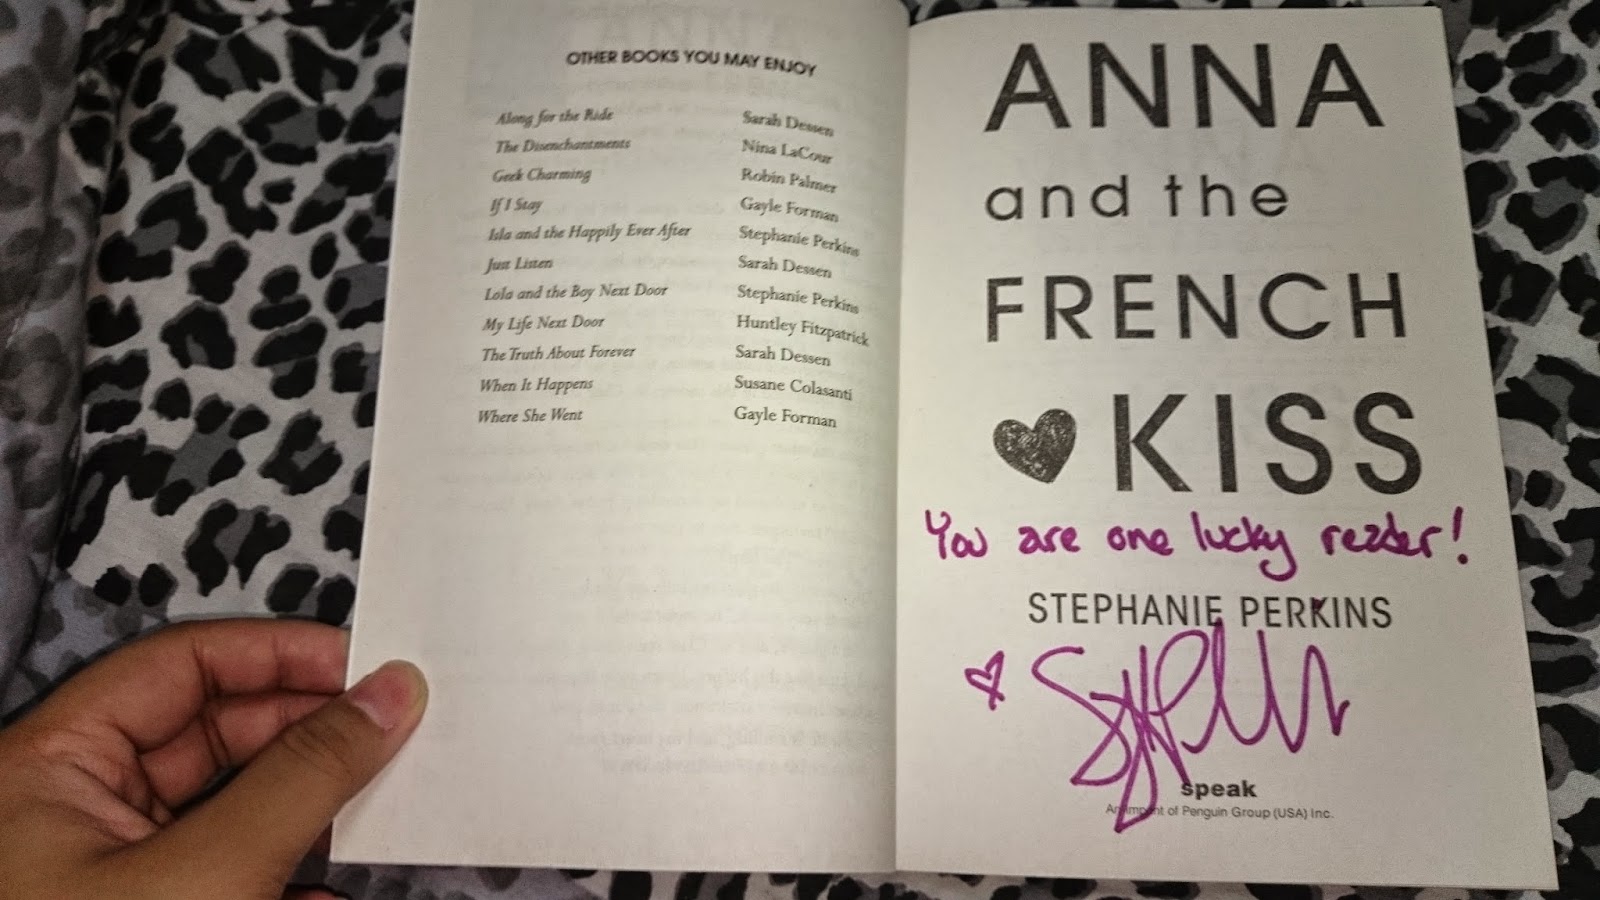 OTHER BOOKS YOU MAY ENJOY
Along for the Ride Sarah Dessen
The Disenchantments Nina LaCour
Geek Charming Robin Palmer
If I Stay Gayle Forman
Isla and the Happily Ever After Stephanie Perkins
Just Listen Sarah Dessen
Lola and the Boy Next Door Stephanie Perkins
My Life Next Door Huntley Fitzpatrick
The Truth About Forever Sarah Dessen
When It Happens Susane Colasanti
Where She Went Gayle Forman
ANNA
and the
FRENCH
KISS
You are one lucky reader!
STEPHANIE PERKINS
speak
An imprint of Penguin Group (USA) Inc.